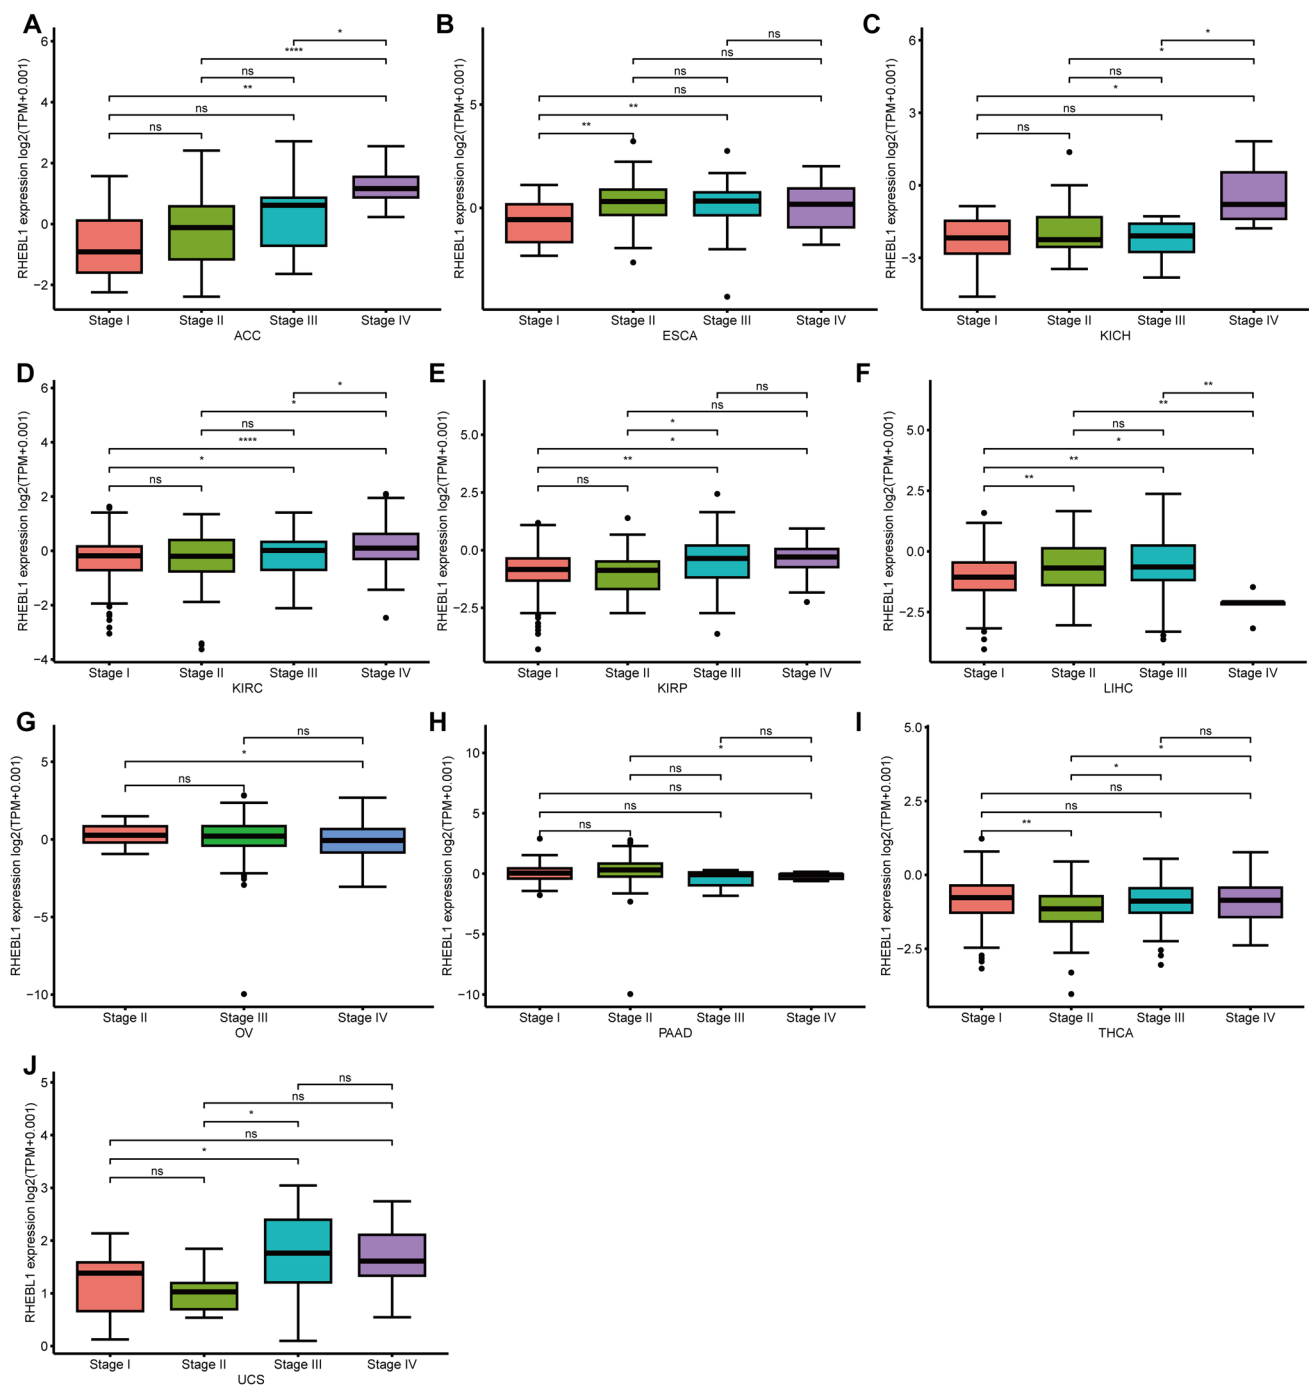 A
RHEBL1 expression log2(TPM+0.001)
6
4
2
0
−2
*
****
ns
**
ns
ns
Stage I Stage II Stage III Stage IV
ACC
B
RHEBL1 expression log2(TPM+0.001)
5
0
ns
ns
ns
ns
**
**
Stage I Stage II Stage III Stage IV
ESCA
C
RHEBL1 expression log2(TPM+0.001)
6
3
0
−3
*
*
ns
*
ns
ns
Stage I Stage II Stage III Stage IV
KICH
D
RHEBL1 expression log2(TPM+0.001)
6
4
2
0
−2
−4
*
*
ns
****
*
ns
Stage I Stage II Stage III Stage IV
KIRC
E
RHEBL1 expression log2(TPM+0.001)
5.0
2.5
0.0
−2.5
ns
ns
*
*
**
ns
Stage I Stage II Stage III Stage IV
KIRP
F
RHEBL1 expression log2(TPM+0.001)
5.0
2.5
0.0
−2.5
**
**
ns
*
**
**
Stage I Stage II Stage III Stage IV
LIHC
G
RHEBL1 expression log2(TPM+0.001)
5
0
−5
−10
ns
*
ns
Stage II Stage III Stage IV
OV
H
RHEBL1 expression log2(TPM+0.001)
10
5
0
−5
−10
ns
*
ns
ns
ns
ns
Stage I Stage II Stage III Stage IV
PAAD
I
RHEBL1 expression log2(TPM+0.001)
5.0
2.5
0.0
−2.5
ns
*
*
ns
ns
**
Stage I Stage II Stage III Stage IV
THCA
J
RHEBL1 expression log2(TPM+0.001)
5
4
3
2
1
0
ns
ns
*
ns
*
ns
Stage I Stage II Stage III Stage IV
UCS